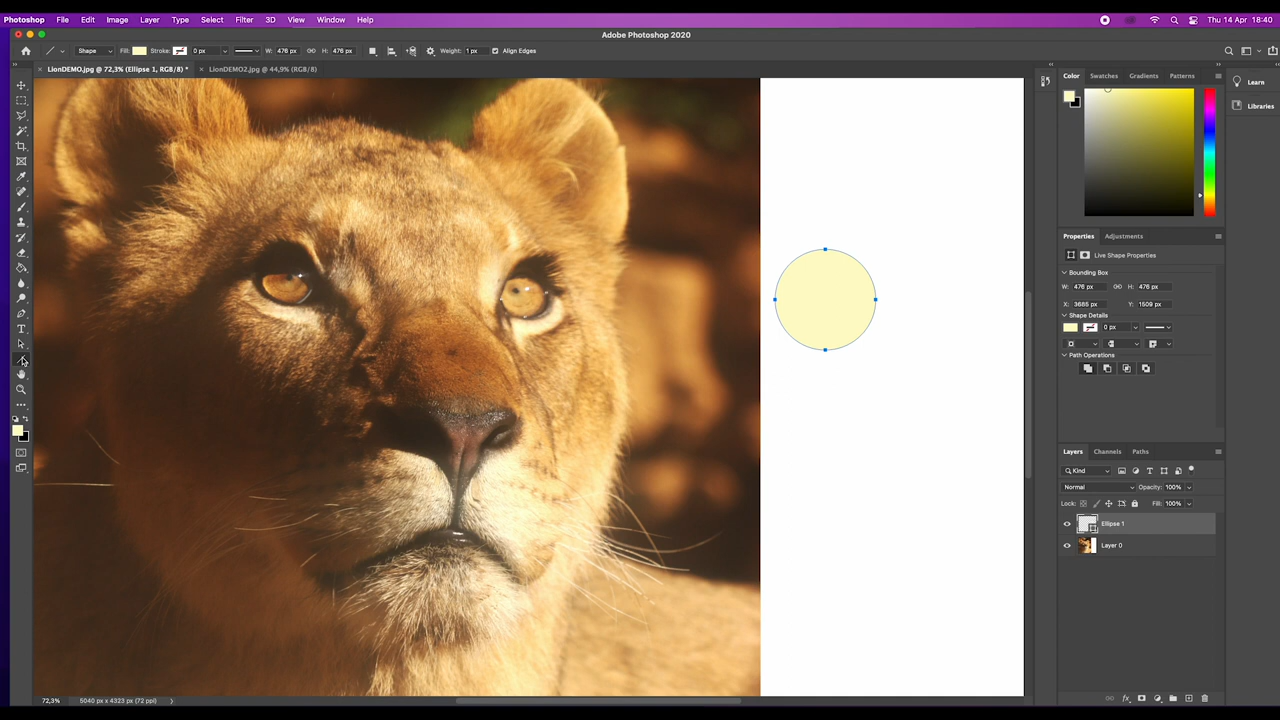 Photoshop File Edit Image Layer Type Select Filter 3D View Window Help Thu 14 Apr 18:40
Adobe Photoshop 2020
Shape Fill: Stroke: 0 px W: 476 px H: 476 px Weight: 1 px Align Edges
LionDEMO.jpg @ 72,3% (Ellipse 1, RGB/8) * LionDEMO2.jpg @ 44,9% (RGB/8)
Color Swatches Gradients Patterns
Learn
Libraries
Properties Adjustments
Live Shape Properties
Bounding Box
W: 476 px H: 476 px
X: 3685 px Y: 1509 px
Shape Details
0 px
Path Operations
Layers Channels Paths
Kind
Normal Opacity: 100%
Lock: Fill: 100%
Ellipse 1
Layer 0
72,3% 5040 px x 4323 px (72 ppi)